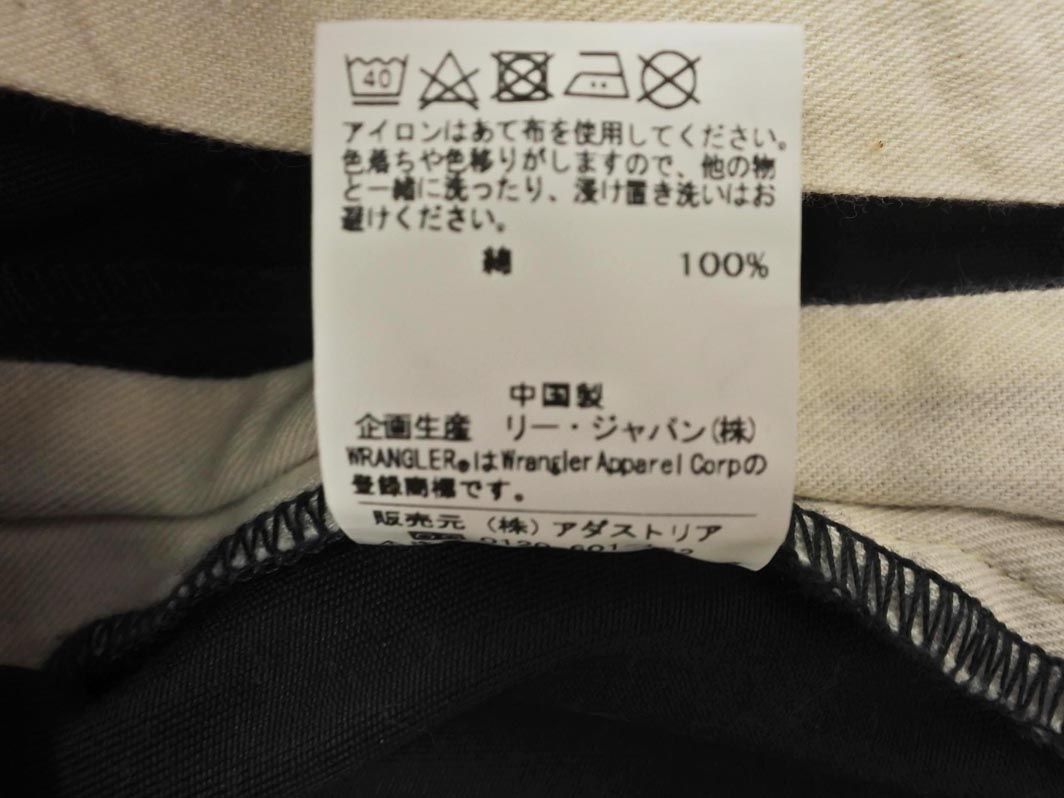 40
アイロンはあて布を使用してください。
色落ちや色移りがしますので、他の物
と一緒に洗ったり、浸け置き洗いはお
避けください。
綿 100%
中国製
企画生産 リー・ジャパン(株)
WRANGLER®はWrangler Apparel Corpの
登録商標です。
販売元 (株)アダストリア
0120-601-